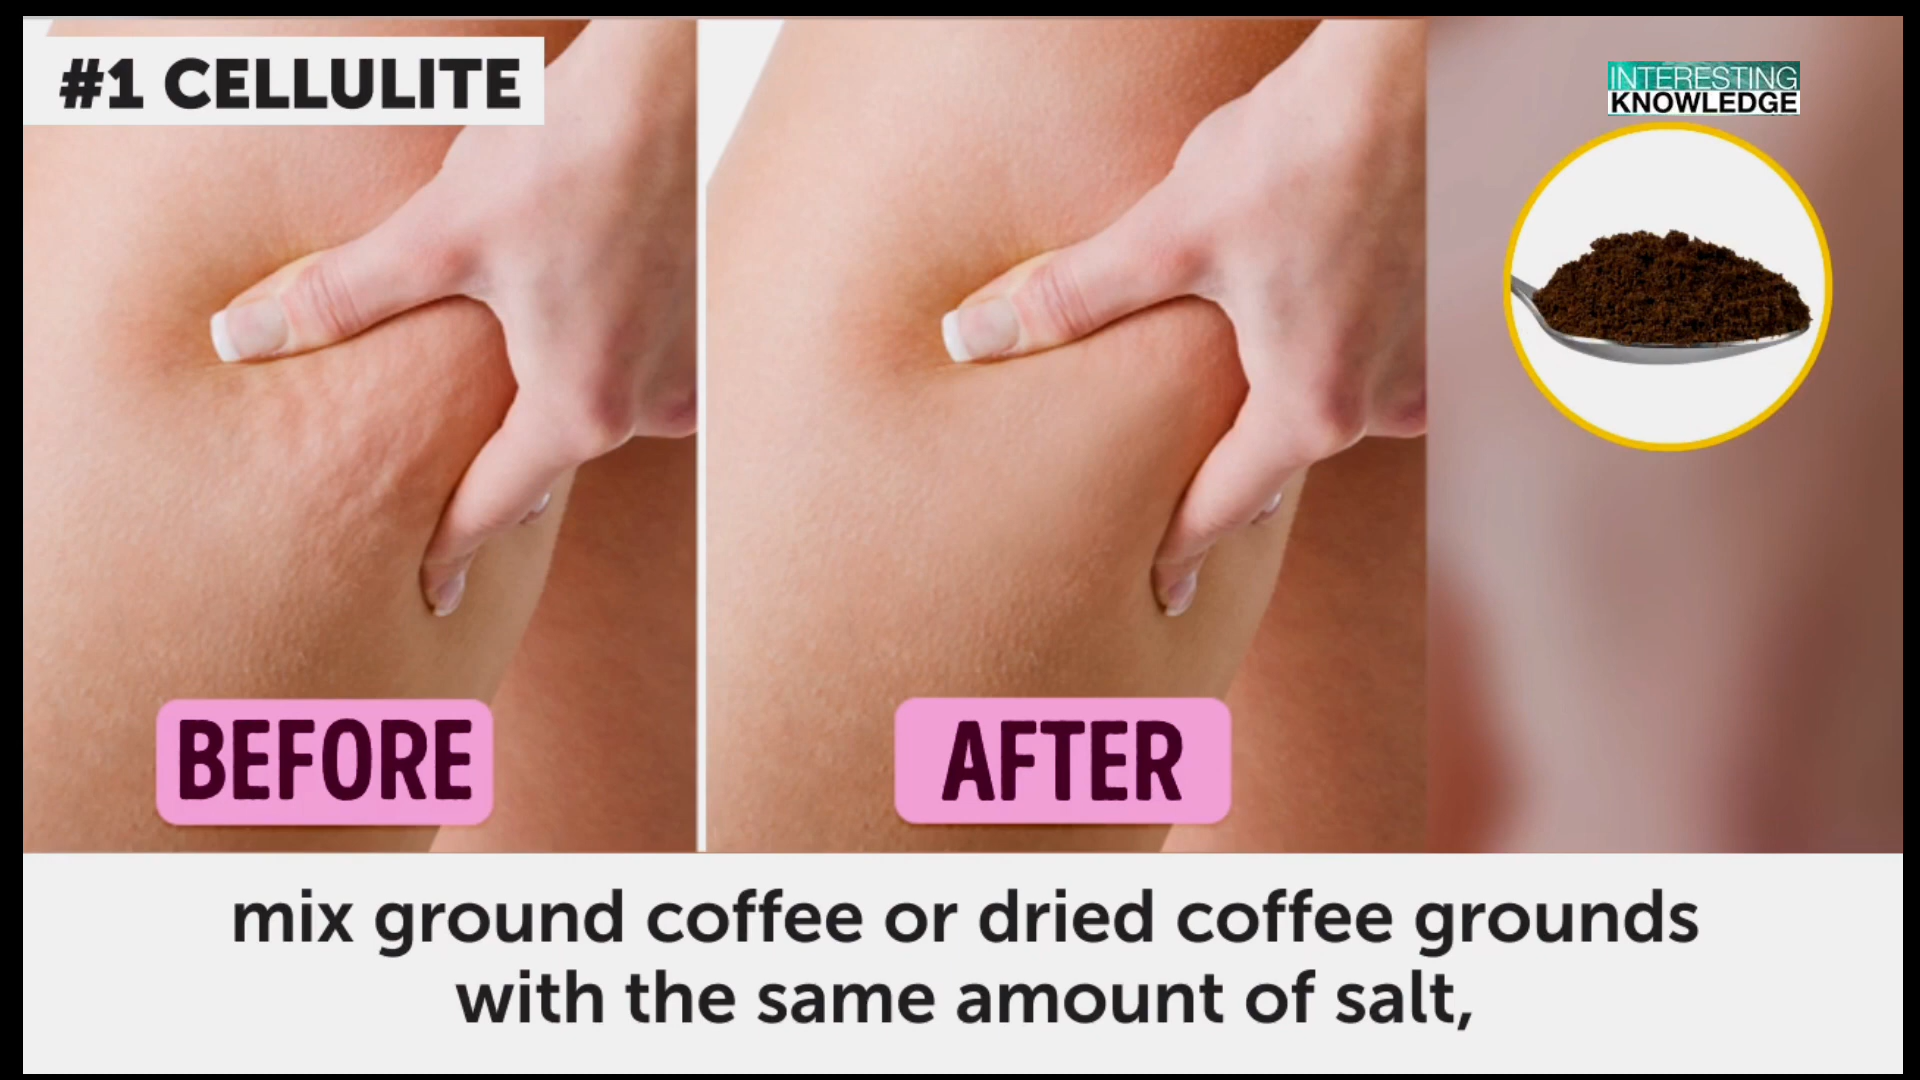 #1 CELLULITE
INTERESTING
KNOWLEDGE
BEFORE
AFTER
mix ground coffee or dried coffee grounds
with the same amount of salt,